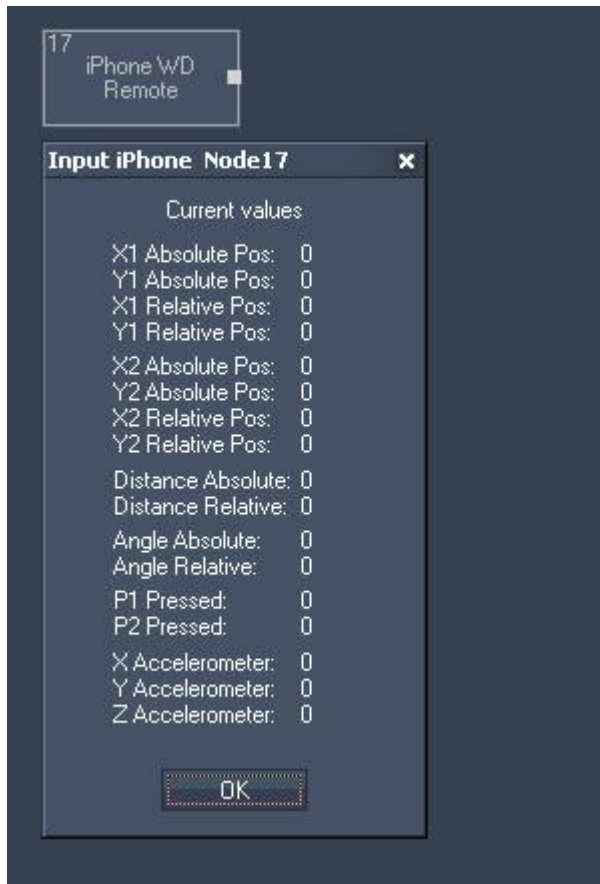 17
iPhone WD
Remote
Input iPhone Node17
Current values
X1 Absolute Pos: 0
Y1 Absolute Pos: 0
X1 Relative Pos: 0
Y1 Relative Pos: 0
X2 Absolute Pos: 0
Y2 Absolute Pos: 0
X2 Relative Pos: 0
Y2 Relative Pos: 0
Distance Absolute: 0
Distance Relative: 0
Angle Absolute: 0
Angle Relative: 0
P1 Pressed: 0
P2 Pressed: 0
X Accelerometer: 0
Y Accelerometer: 0
Z Accelerometer: 0
OK